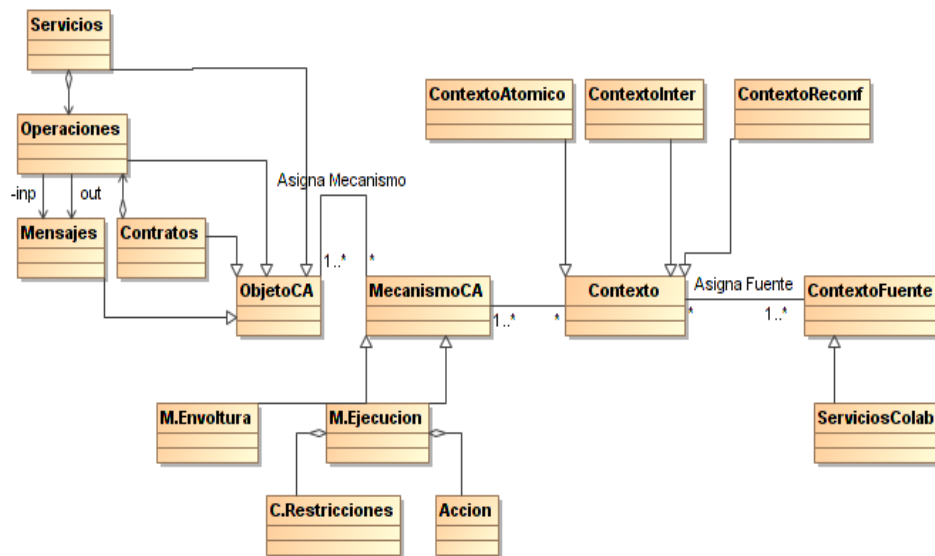 Servicios
ContextoAtomico
ContextoInter
ContextoReconf
Operaciones
Asigna Mecanismo
-inp
out
Mensajes
Contratos
1..*
*
ObjetoCA
MecanismoCA
Contexto
Asigna Fuente
ContextoFuente
1..*
*
*
1..*
M.Envoltura
M.Ejecucion
ServiciosColab
C.Restricciones
Accion